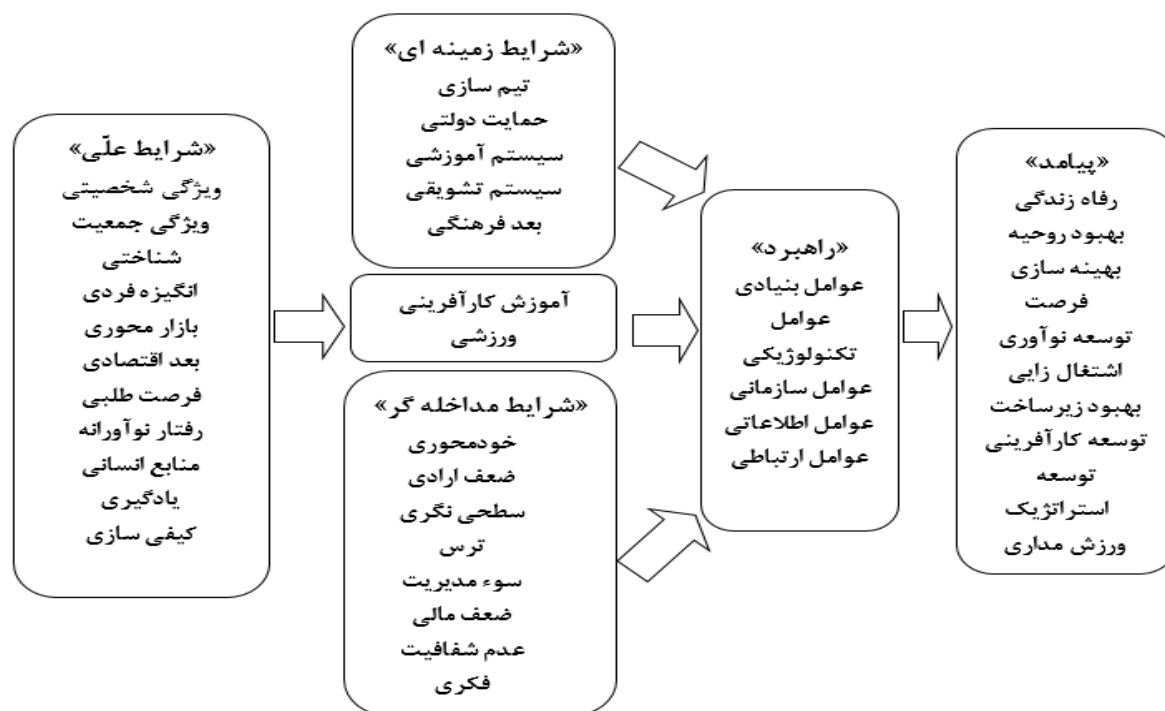 «شرایط علّی»
ویژگی شخصیتی
ویژگی جمعیت
شناختی
انگیزه فردی
بازار محوری
بعد اقتصادی
فرصت طلبی
رفتار نوآورانه
منابع انسانی
یادگیری
کیفی سازی
«شرایط زمینه ای»
تیم سازی
حمایت دولتی
سیستم آموزشی
سیستم تشویقی
بعد فرهنگی
آموزش کارآفرینی
ورزشی
«شرایط مداخله گر»
خودمحوری
ضعف ارادی
سطحی نگری
ترس
سوء مدیریت
ضعف مالی
عدم شفافیت
فکری
«راهبرد»
عوامل بنیادی
عوامل
تکنولوژیکی
عوامل سازمانی
عوامل اطلاعاتی
عوامل ارتباطی
«پیامد»
رفاه زندگی
بهبود روحیه
بهینه سازی
فرصت
توسعه نوآوری
اشتغال زایی
بهبود زیرساخت
توسعه کارآفرینی
توسعه
استراتژیک
ورزش مداری